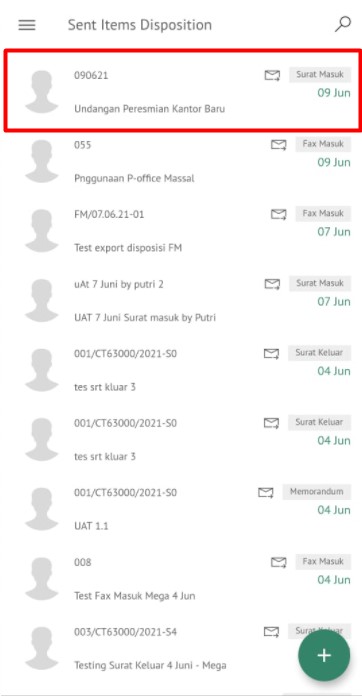 Sent Items Disposition
090621 Surat Masuk
09 Jun
Undangan Peresmian Kantor Baru
055 Fax Masuk
09 Jun
Pnggunaan P-office Massal
FM/07.06.21-01 Fax Masuk
07 Jun
Test export disposisi FM
uAt 7 Juni by putri 2 Surat Masuk
07 Jun
UAT 7 Juni Surat masuk by Putri
001/CT63000/2021-S0 Surat Keluar
04 Jun
tes srt kluar 3
001/CT63000/2021-S0 Surat Keluar
04 Jun
tes srt kluar 3
001/CT63000/2021-S0 Memorandum
04 Jun
UAT 1.1
008 Fax Masuk
04 Jun
Test Fax Masuk Mega 4 Jun
003/CT63000/2021-S4 Surat
Testing Surat Keluar 4 Juni - Mega